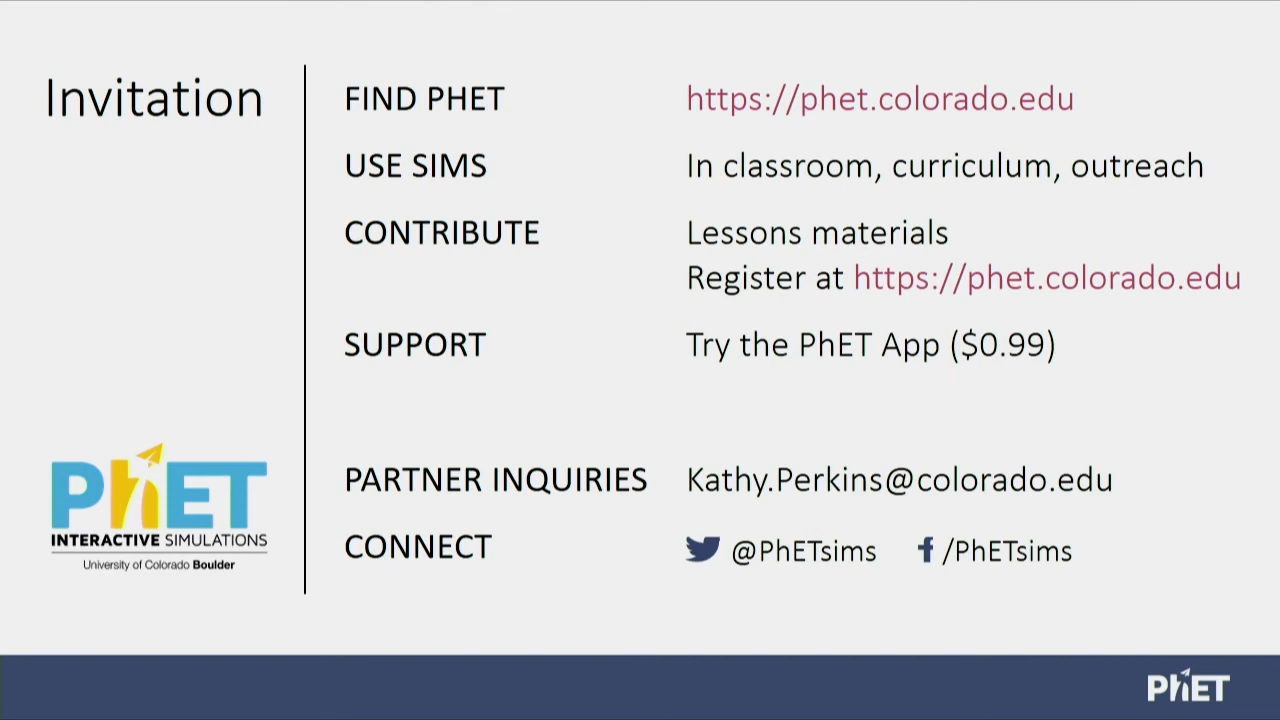 Invitation
FIND PHET https://phet.colorado.edu
USE SIMS In classroom, curriculum, outreach
CONTRIBUTE Lessons materials
Register at https://phet.colorado.edu
SUPPORT Try the PhET App ($0.99)
PARTNER INQUIRIES Kathy.Perkins@colorado.edu
CONNECT @PhETsims /PhETsims
PhET
INTERACTIVE SIMULATIONS
University of Colorado Boulder
PhET